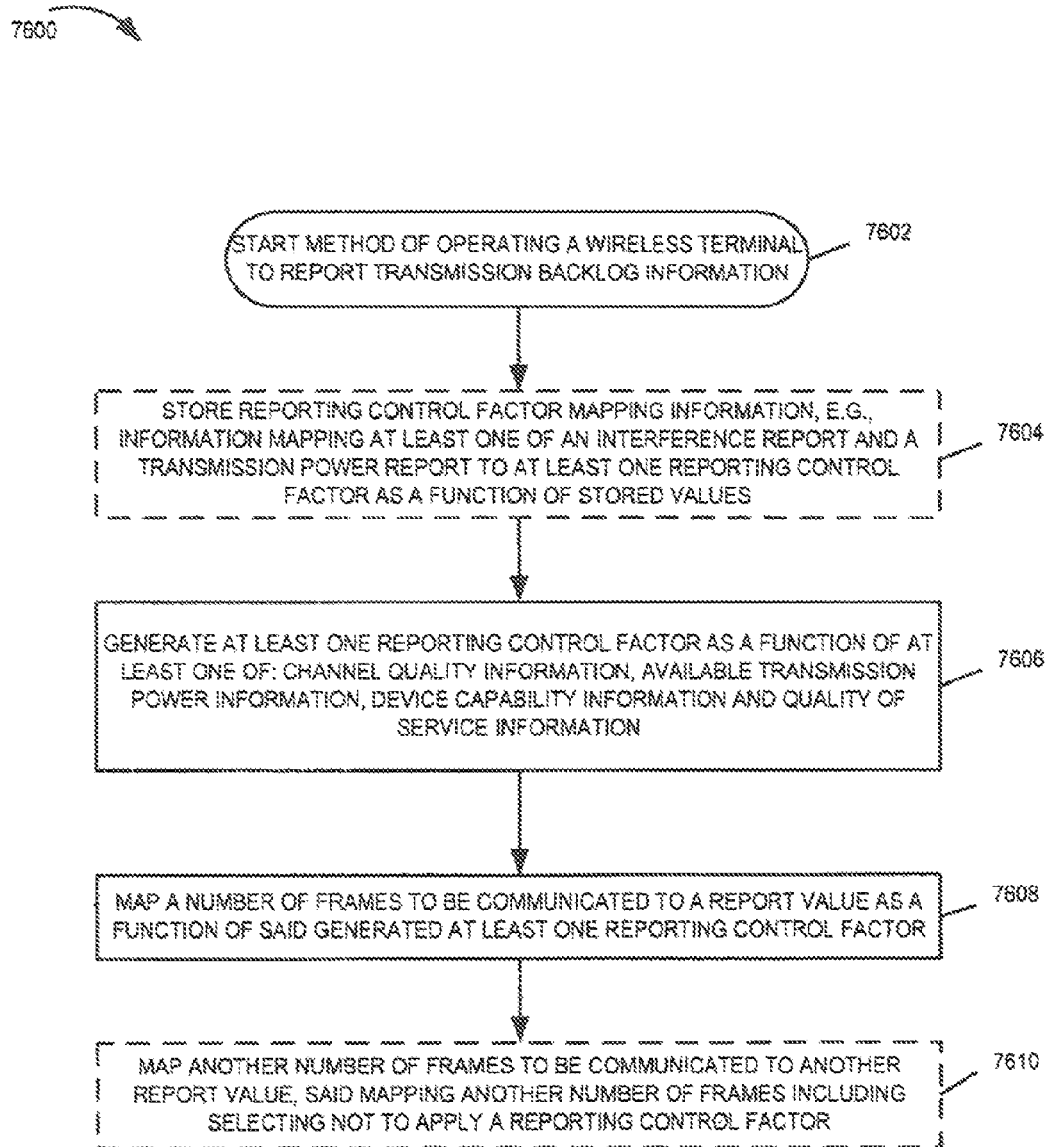 7600
START METHOD OF OPERATING A WIRELESS TERMINAL
TO REPORT TRANSMISSION BACKLOG INFORMATION
7602
STORE REPORTING CONTROL FACTOR MAPPING INFORMATION, E.G.,
INFORMATION MAPPING AT LEAST ONE OF AN INTERFERENCE REPORT AND A
TRANSMISSION POWER REPORT TO AT LEAST ONE REPORTING CONTROL
FACTOR AS A FUNCTION OF STORED VALUES
7604
GENERATE AT LEAST ONE REPORTING CONTROL FACTOR AS A FUNCTION OF AT
LEAST ONE OF: CHANNEL QUALITY INFORMATION, AVAILABLE TRANSMISSION
POWER INFORMATION, DEVICE CAPABILITY INFORMATION AND QUALITY OF
SERVICE INFORMATION
7606
MAP A NUMBER OF FRAMES TO BE COMMUNICATED TO A REPORT VALUE AS A
FUNCTION OF SAID GENERATED AT LEAST ONE REPORTING CONTROL FACTOR
7608
MAP ANOTHER NUMBER OF FRAMES TO BE COMMUNICATED TO ANOTHER
REPORT VALUE, SAID MAPPING ANOTHER NUMBER OF FRAMES INCLUDING
SELECTING NOT TO APPLY A REPORTING CONTROL FACTOR
7610